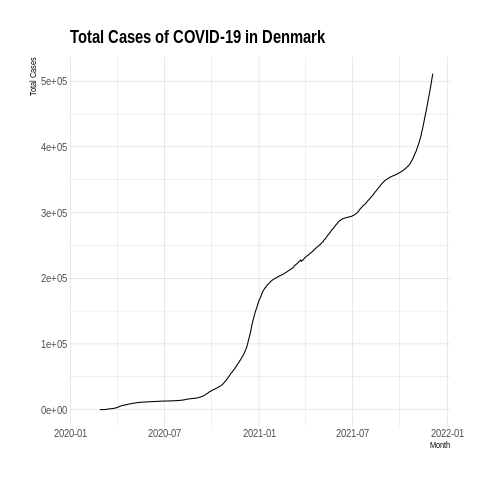 Total Cases of COVID-19 in Denmark
Total Cases
5e+05
4e+05
3e+05
2e+05
1e+05
0e+00
2020-01 2020-07 2021-01 2021-07 2022-01
Month